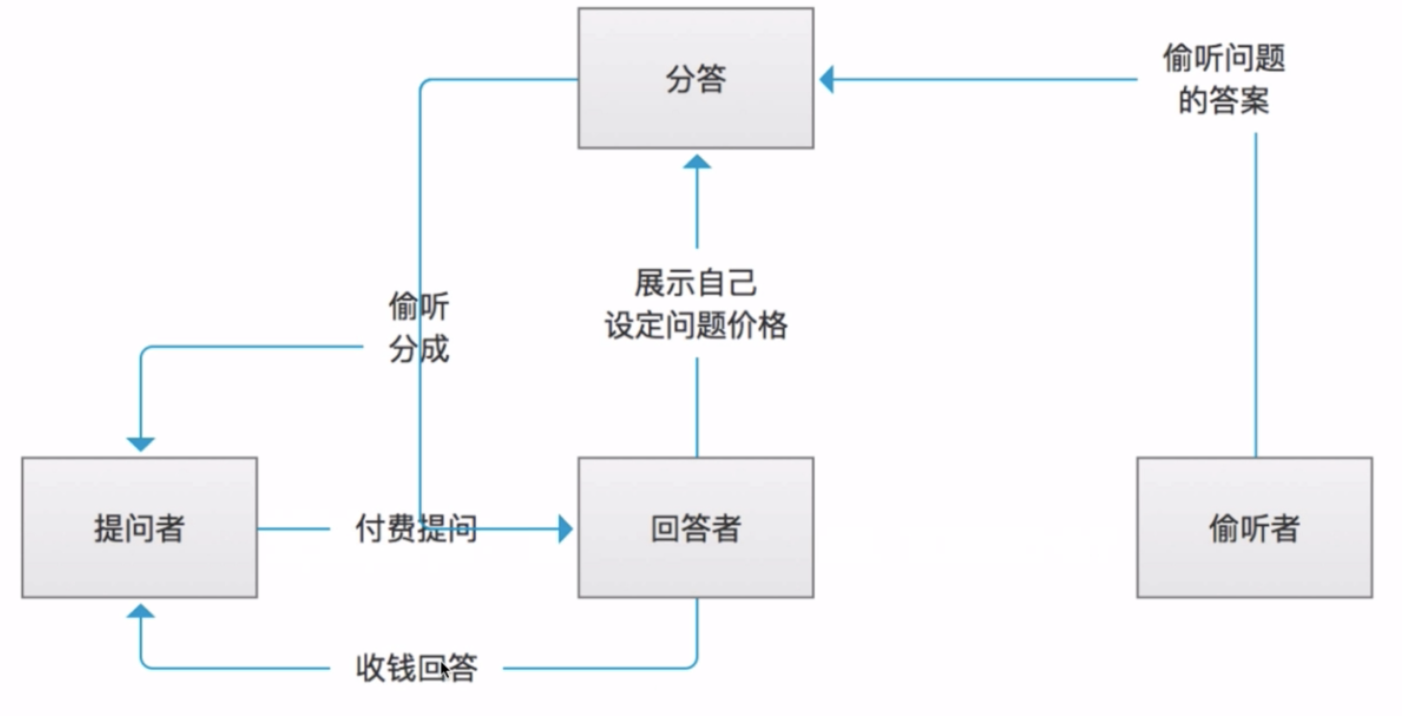 分答
偷听问题
的答案
展示自己
设定问题价格
偷听
分成
提问者
付费提问
回答者
偷听者
收钱回答